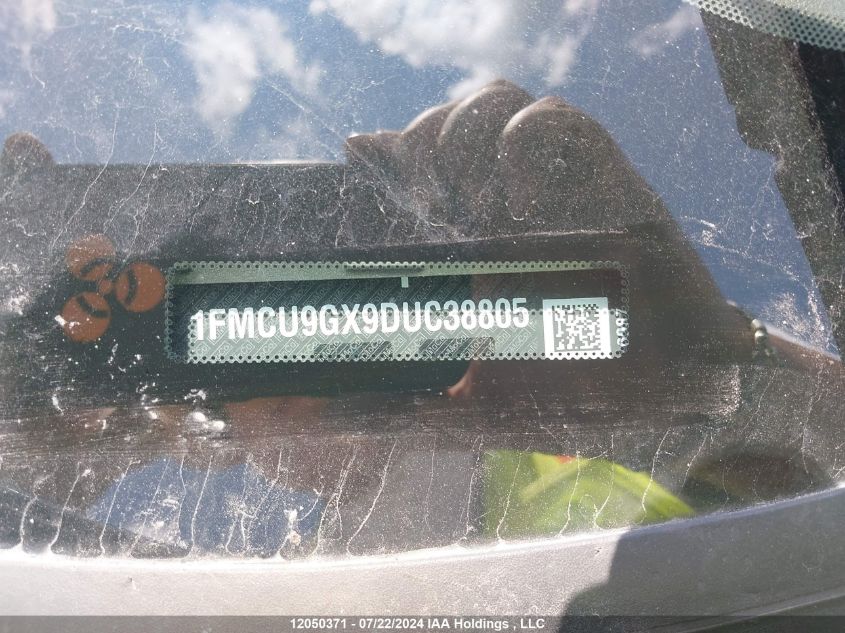 1FMCU9GX9DUC38805
12050371 - 07/22/2024 IAA Holdings , LLC